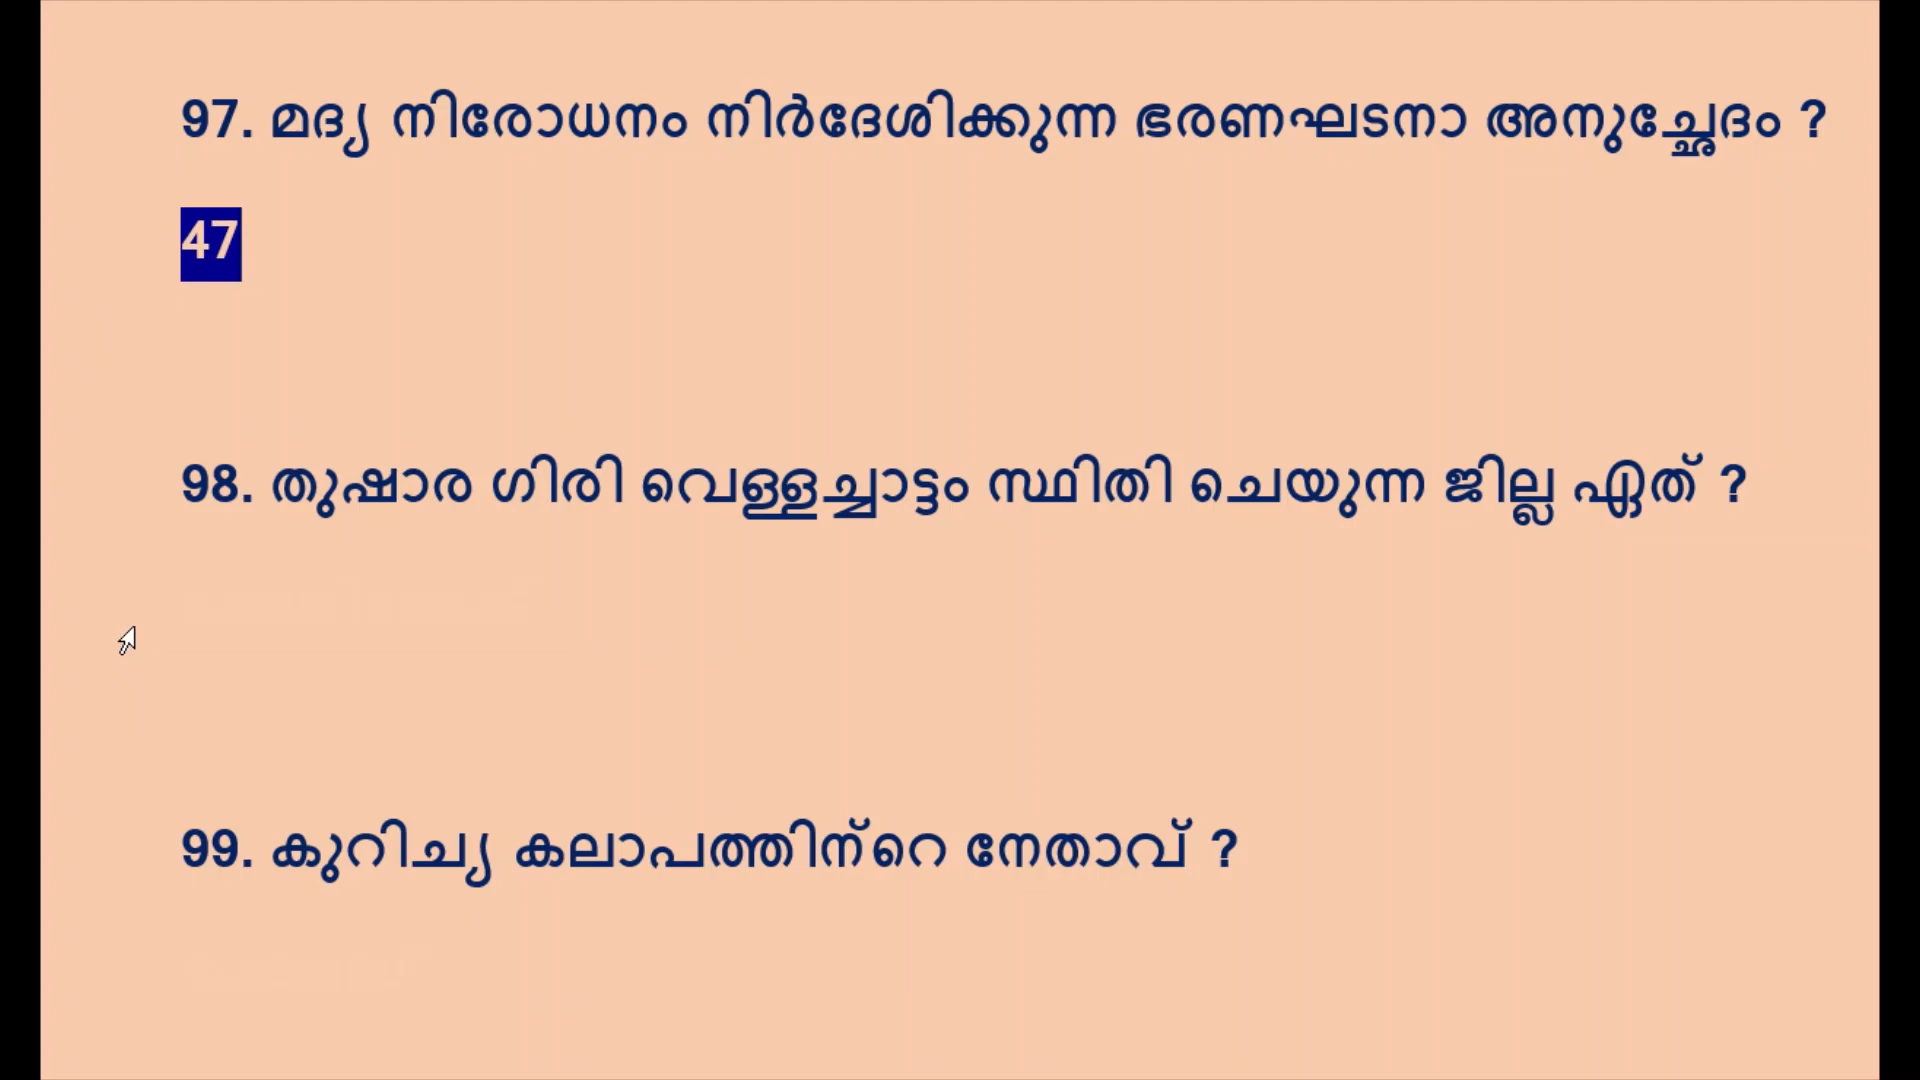 97. മദ്യ നിരോധനം നിർദേശിക്കുന്ന ഭരണഘടനാ അനുച്ഛേദം ?
47
98. തുഷാര ഗിരി വെള്ളച്ചാട്ടം സ്ഥിതി ചെയുന്ന ജില്ല ഏത് ?
99. കുറിച്യ കലാപത്തിന്റെ നേതാവ് ?